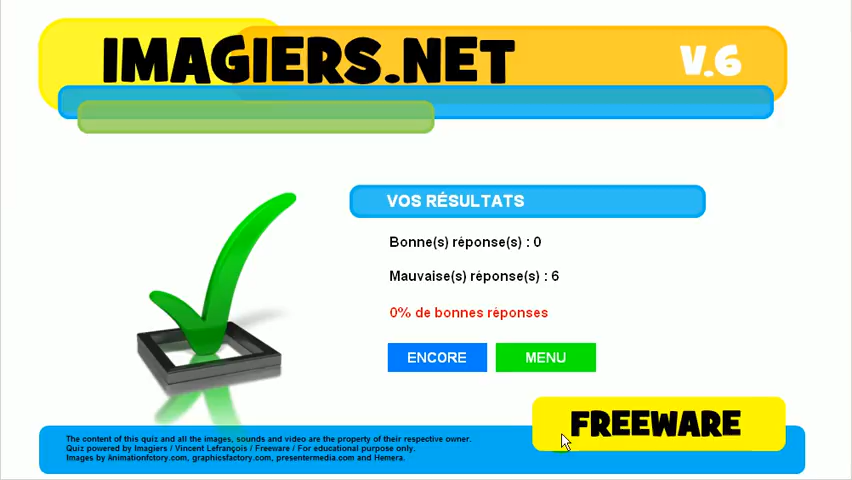 IMAGIERS.NET
V.6
VOS RÉSULTATS
Bonne(s) réponse(s) : 0
Mauvaise(s) réponse(s) : 6
0% de bonnes réponses
ENCORE
MENU
FREEWARE
The content of this quiz and all the images, sounds and video are the property of their respective owner.
Quiz powered by Imagiers / Vincent Lefrançois / Freeware / For educational purpose only.
Images by Animationfctory.com, graphicsfactory.com, presentermedia.com and Hemera.